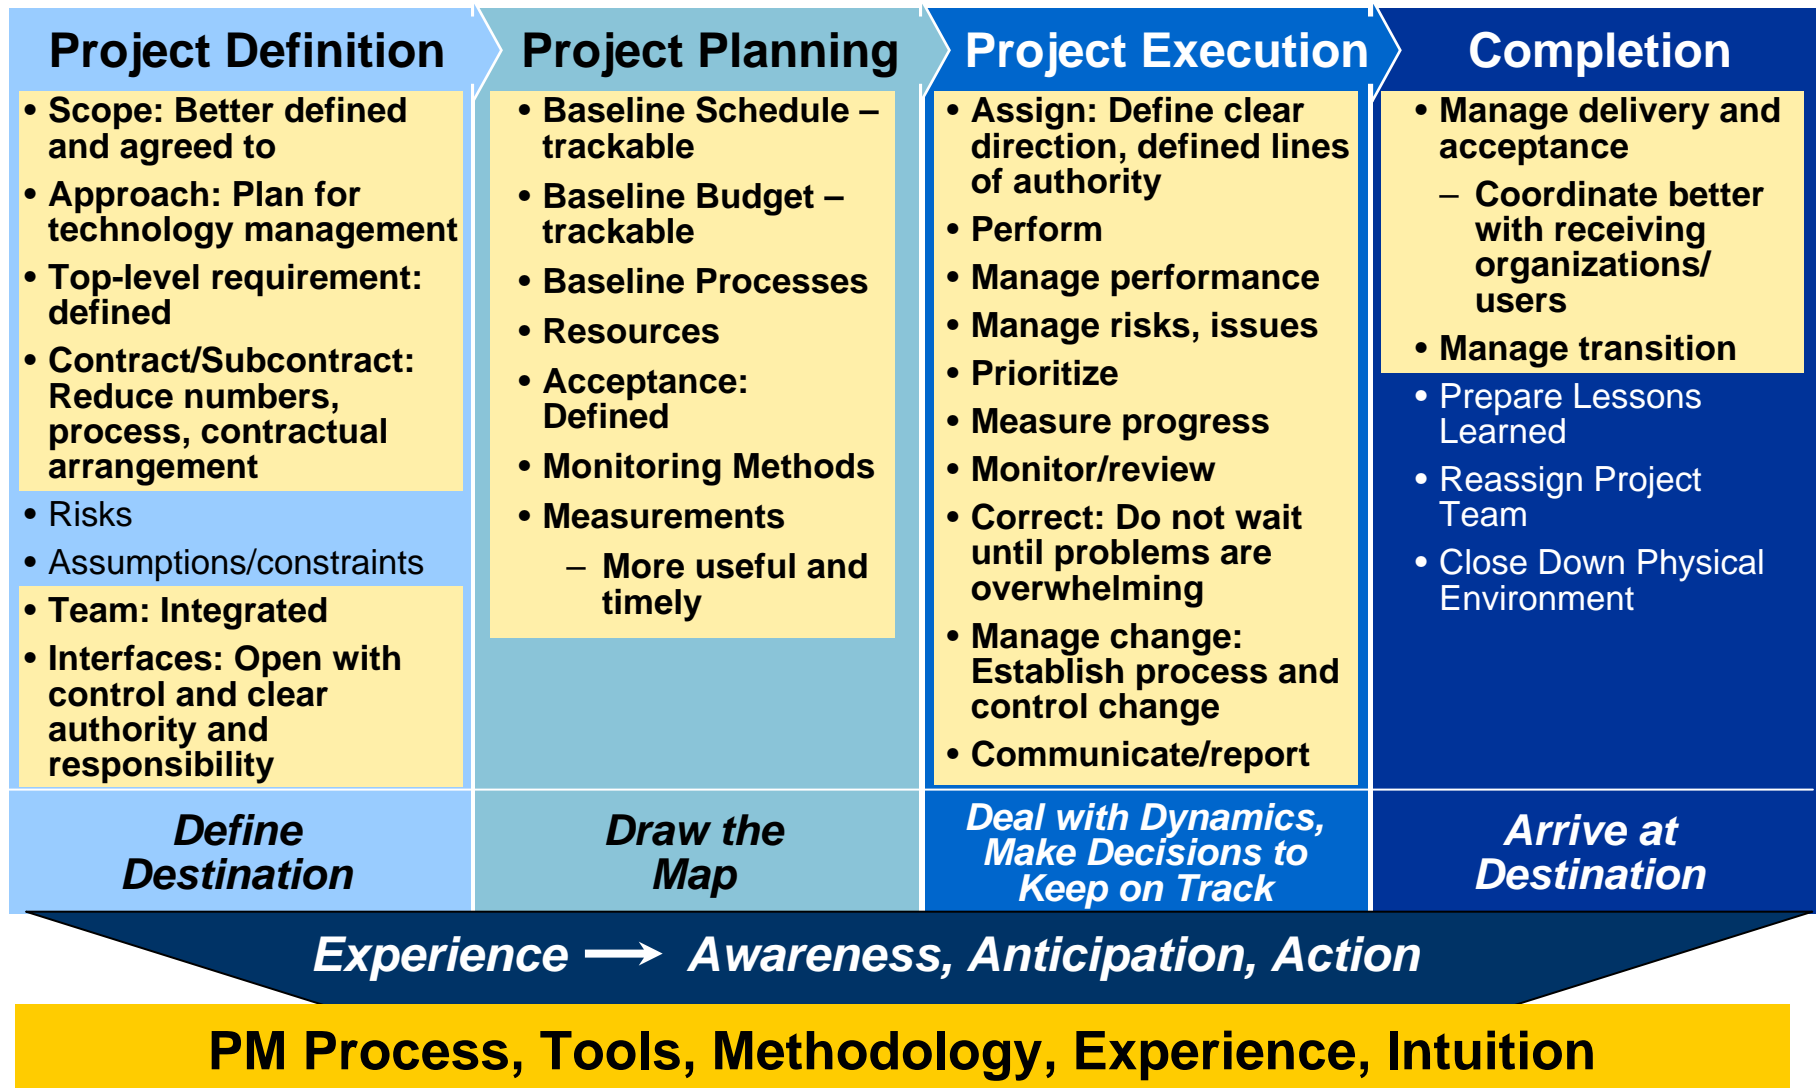 Project Definition
• Scope: Better defined
and agreed to
• Approach: Plan for
technology management
• Top-level requirement:
defined
• Contract/Subcontract:
Reduce numbers,
process, contractual
arrangement
• Risks
• Assumptions/constraints
• Team: Integrated
• Interfaces: Open with
control and clear
authority and
responsibility
Define
Destination
Project Planning
• Baseline Schedule –
trackable
• Baseline Budget –
trackable
• Baseline Processes
• Resources
• Acceptance:
Defined
• Monitoring Methods
• Measurements
– More useful and
timely
Draw the
Map
Project Execution
• Assign: Define clear
direction, defined lines
of authority
• Perform
• Manage performance
• Manage risks, issues
• Prioritize
• Measure progress
• Monitor/review
• Correct: Do not wait
until problems are
overwhelming
• Manage change:
Establish process and
control change
• Communicate/report
Deal with Dynamics,
Make Decisions to
Keep on Track
Completion
• Manage delivery and
acceptance
– Coordinate better
with receiving
organizations/
users
• Manage transition
• Prepare Lessons
Learned
• Reassign Project
Team
• Close Down Physical
Environment
Arrive at
Destination
Experience → Awareness, Anticipation, Action
PM Process, Tools, Methodology, Experience, Intuition